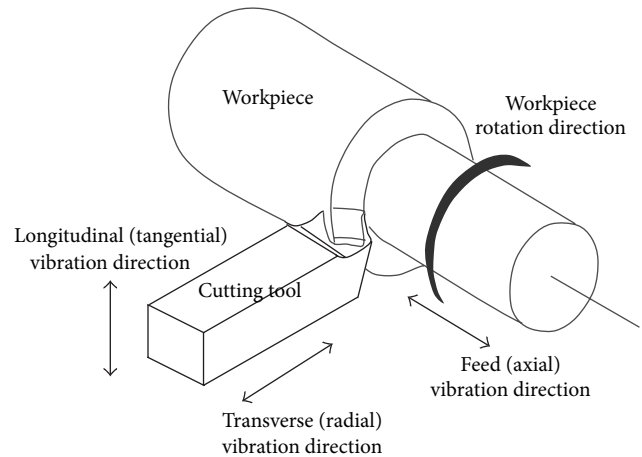 Workpiece
Workpiece
rotation direction
Longitudinal (tangential)
vibration direction
Cutting tool
Feed (axial)
vibration direction
Transverse (radial)
vibration direction